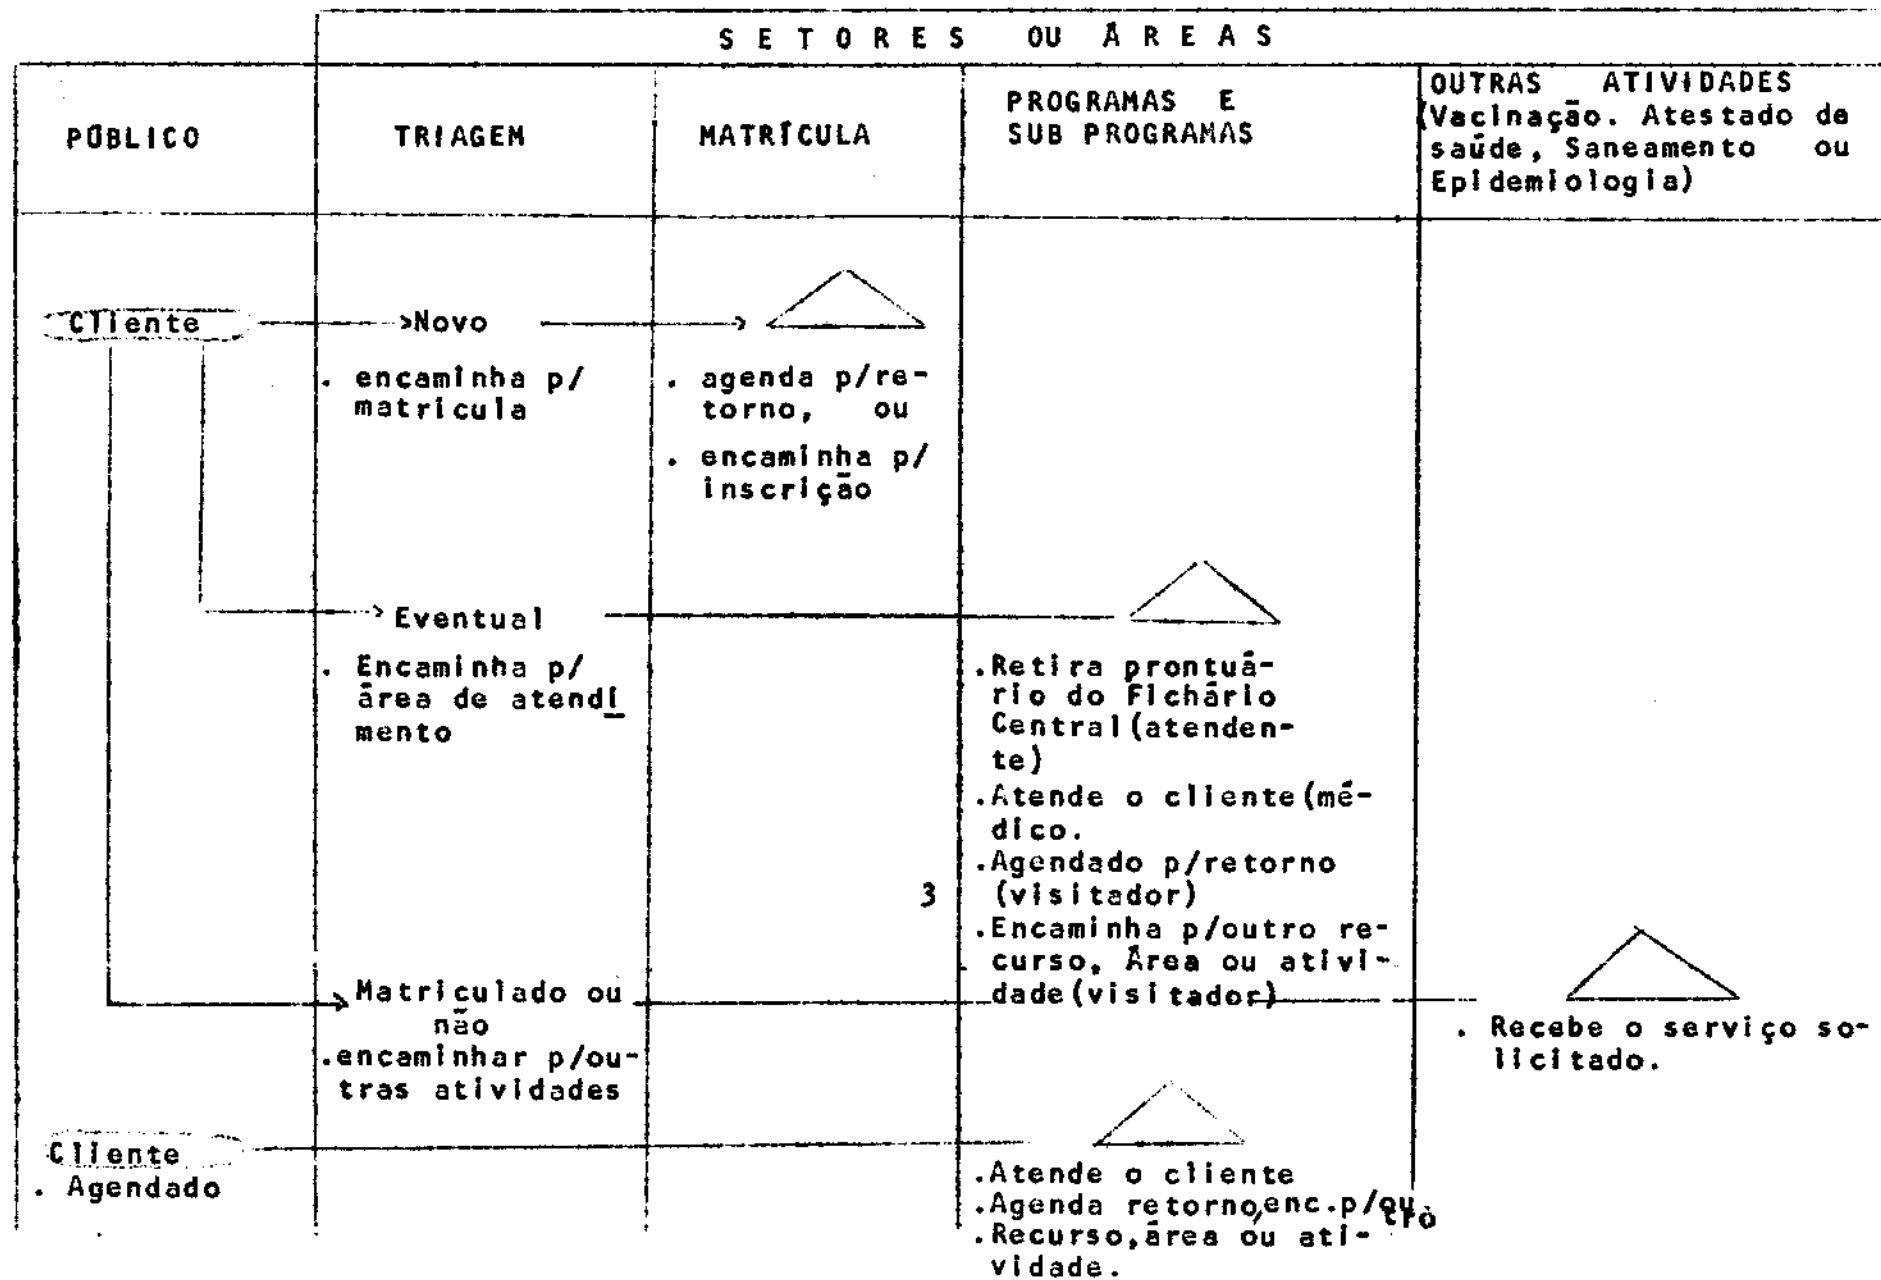 SETORES OU ÁREAS
PÚBLICO
TRIAGEM
MATRÍCULA
PROGRAMAS E
SUB PROGRAMAS
OUTRAS ATIVIDADES
(Vacinação. Atestado de
saúde, Saneamento ou
Epidemiologia)
Cliente
Novo
. encaminha p/
matricula
. agenda p/re-
torno, ou
. encaminha p/
inscrição
Eventual
. Encaminha p/
área de atendi
mento
.Retira prontuá-
rio do Fichário
Central(atenden-
te)
.Atende o cliente(mé-
dico.
.Agendado p/retorno
(visitador)
3
.Encaminha p/outro re-
curso, Área ou ativi-
dade(visitador)
Matriculado ou
não
.encaminhar p/ou-
tras atividades
. Recebe o serviço so-
licitado.
Cliente
. Agendado
.Atende o cliente
.Agenda retorno,enc.p/ou
tro
.Recurso,área ou ati-
vidade.